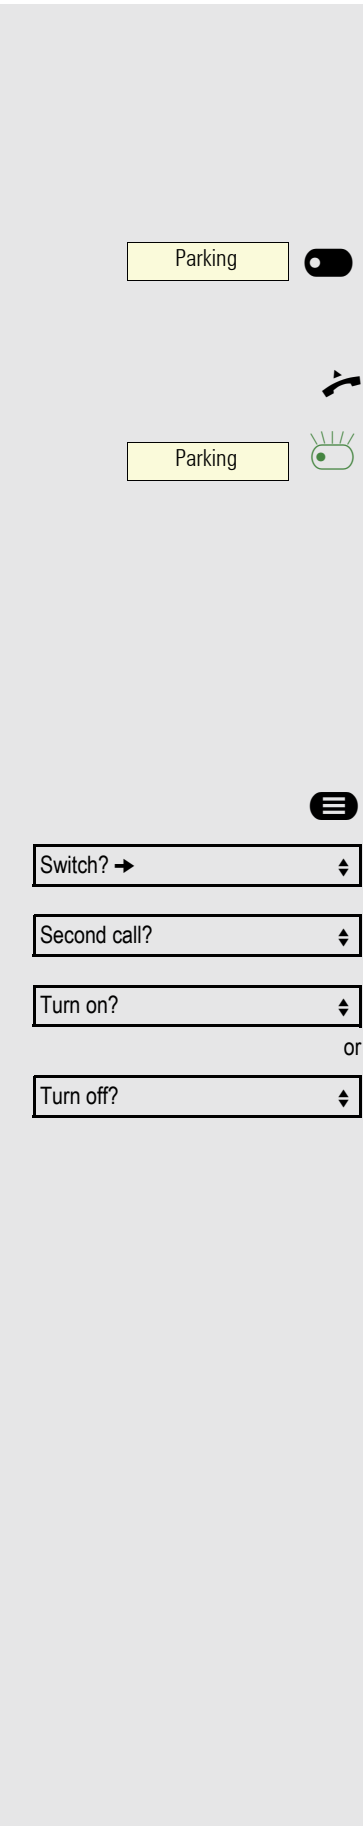 Parking
Parking
Switch? →
Second call?
Turn on?
or
Turn off?